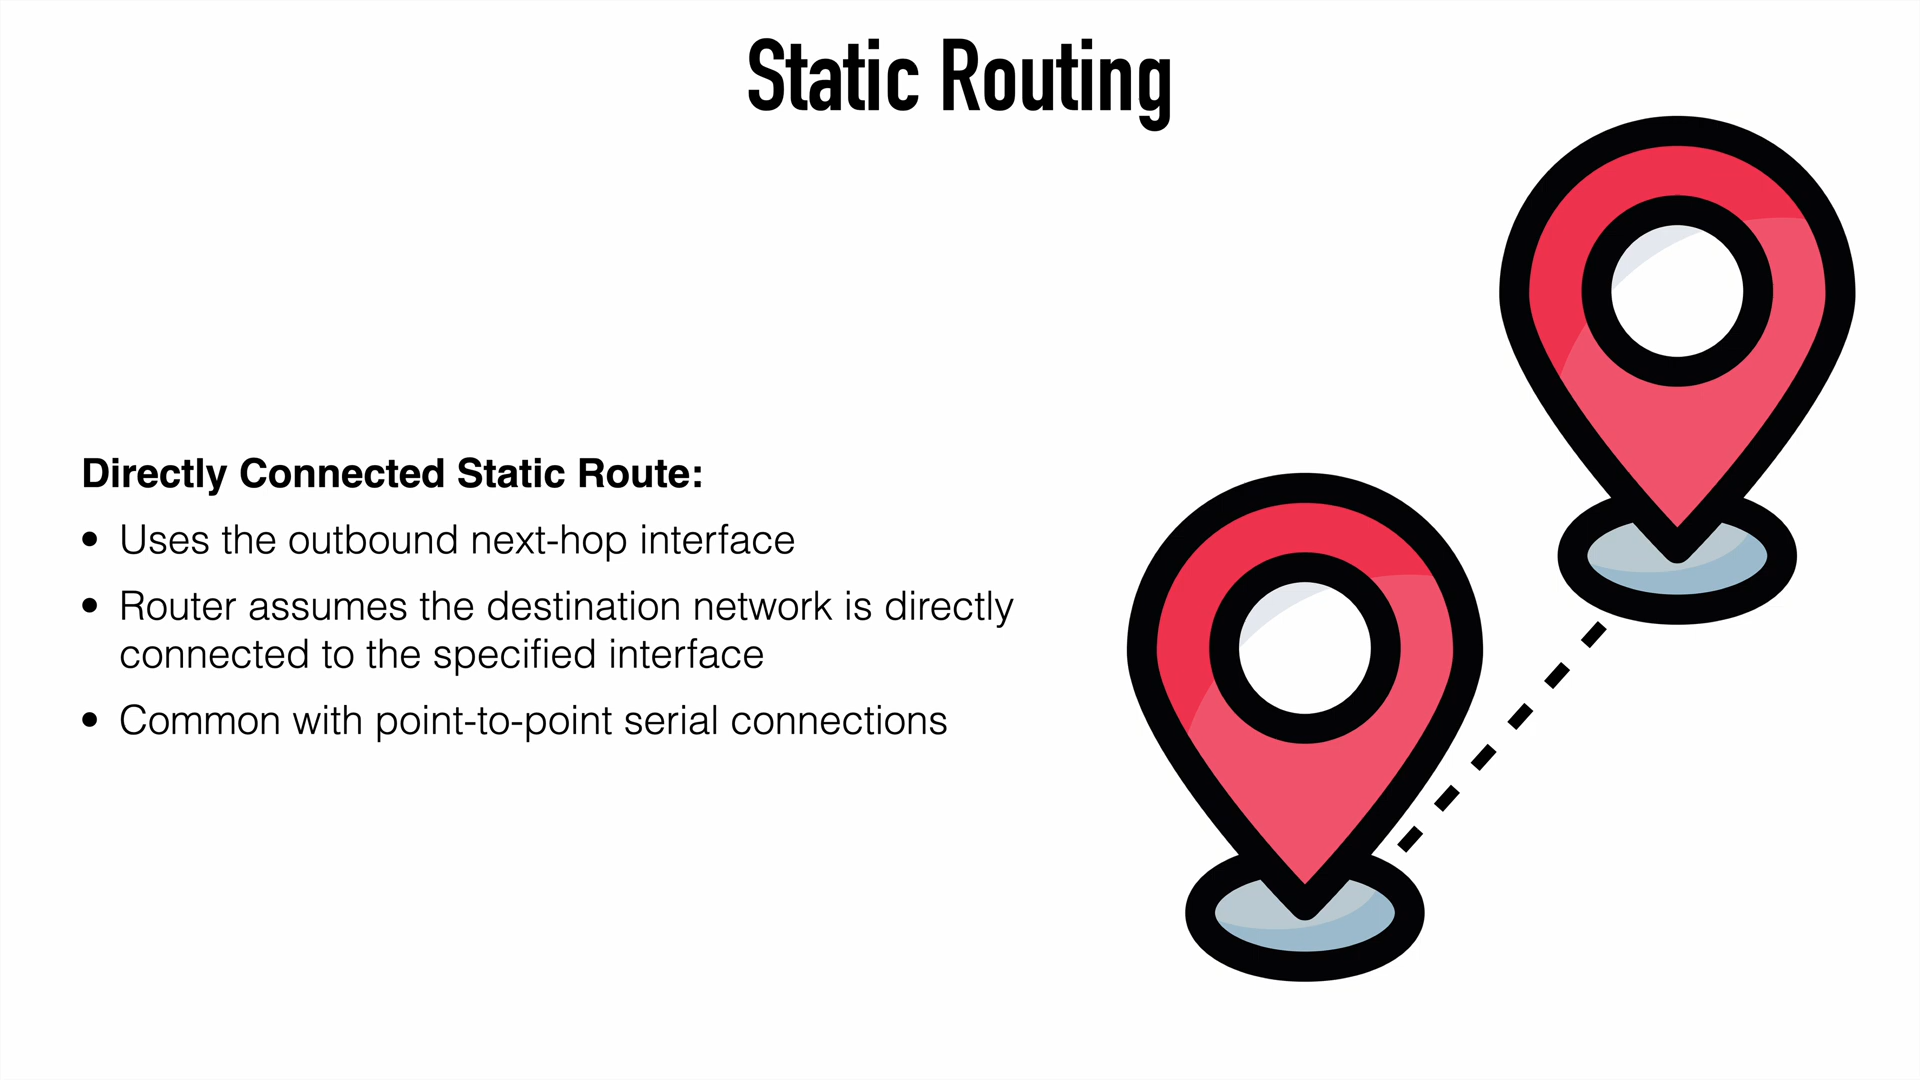 Static Routing
Directly Connected Static Route:
• Uses the outbound next-hop interface
• Router assumes the destination network is directly
connected to the specified interface
• Common with point-to-point serial connections